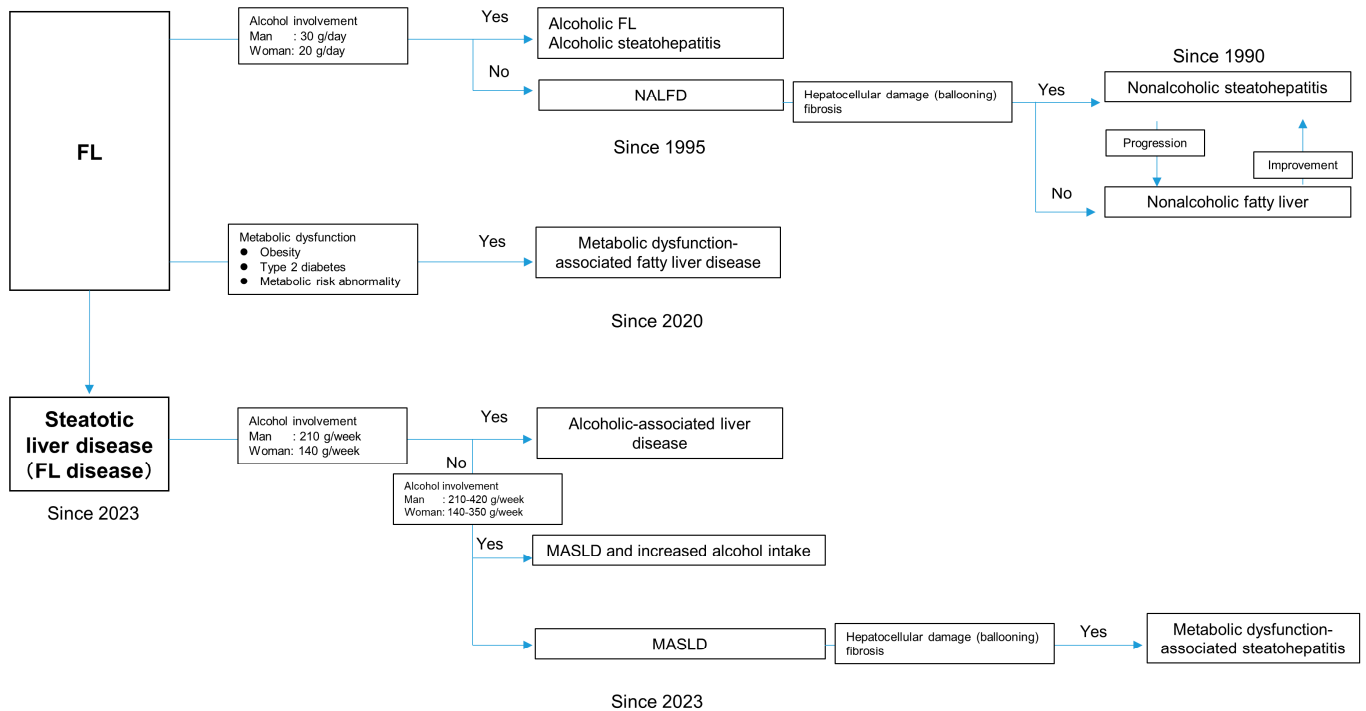 FL
Alcohol involvement
Man : 30 g/day
Woman: 20 g/day
Yes
No
Alcoholic FL
Alcoholic steatohepatitis
NALFD
Since 1995
Hepatocellular damage (ballooning)
fibrosis
Yes
No
Since 1990
Nonalcoholic steatohepatitis
Progression
Improvement
Nonalcoholic fatty liver
Metabolic dysfunction
● Obesity
● Type 2 diabetes
● Metabolic risk abnormality
Yes
Metabolic dysfunction-
associated fatty liver disease
Since 2020
Steatotic
liver disease
(FL disease)
Since 2023
Alcohol involvement
Man : 210 g/week
Woman: 140 g/week
Yes
No
Alcoholic-associated liver
disease
Alcohol involvement
Man : 210-420 g/week
Woman: 140-350 g/week
Yes
MASLD and increased alcohol intake
MASLD
Hepatocellular damage (ballooning)
fibrosis
Yes
Metabolic dysfunction-
associated steatohepatitis
Since 2023